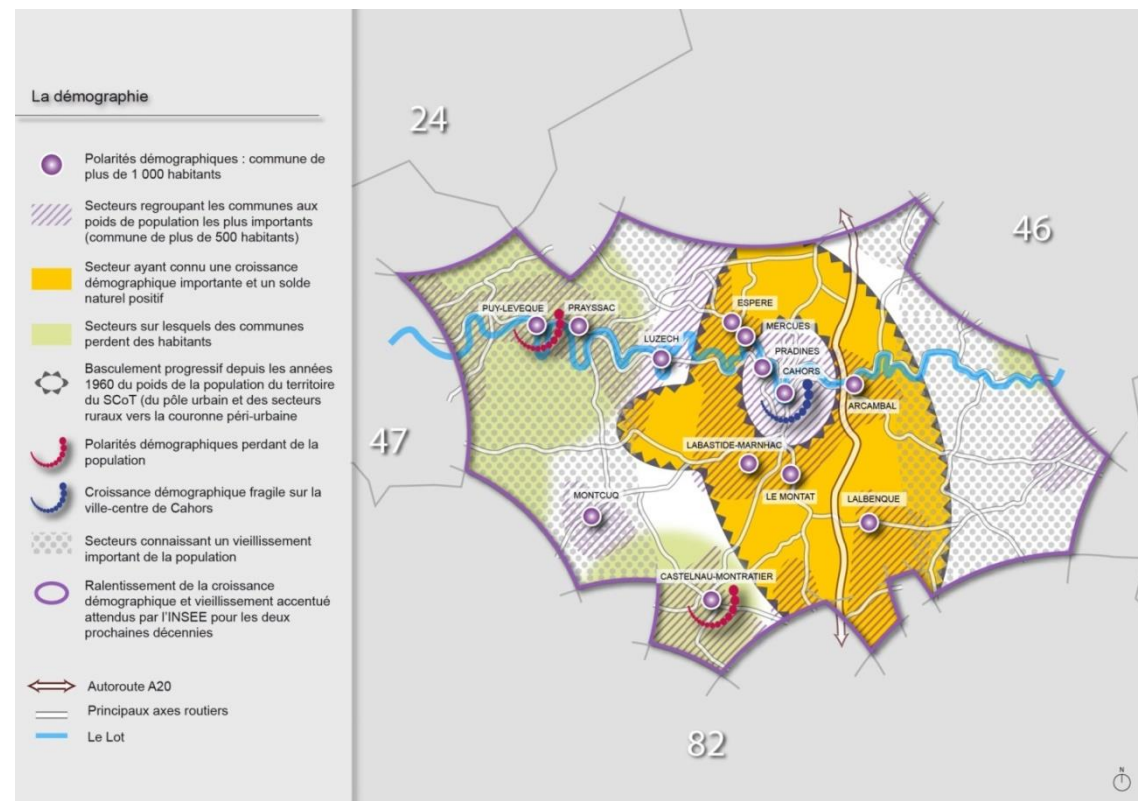 La démographie
Polarités démographiques : commune de
plus de 1 000 habitants
Secteurs regroupant les communes aux
poids de population les plus importants
(commune de plus de 500 habitants)
Secteur ayant connu une croissance
démographique importante et un solde
naturel positif
Secteurs sur lesquels des communes
perdent des habitants
Basculement progressif depuis les années
1960 du poids de la population du territoire
du SCoT (du pôle urbain et des secteurs
ruraux vers la couronne péri-urbaine
Polarités démographiques perdant de la
population
Croissance démographique fragile sur la
ville-centre de Cahors
Secteurs connaissant un vieillissement
important de la population
Ralentissement de la croissance
démographique et vieillissement accentué
attendus par l'INSEE pour les deux
prochaines décennies
Autoroute A20
Principaux axes routiers
Le Lot
24
46
PUY-LEVEQUE
PRAYSSAC
ESPERE
MERCUES
LUZECH
PRADINES
CAHORS
ARCAMBAL
47
LABASTIDE-MARNHAC
LE MONTAT
MONTCUQ
LALBENQUE
CASTELNAU-MONTRATIER
82
N